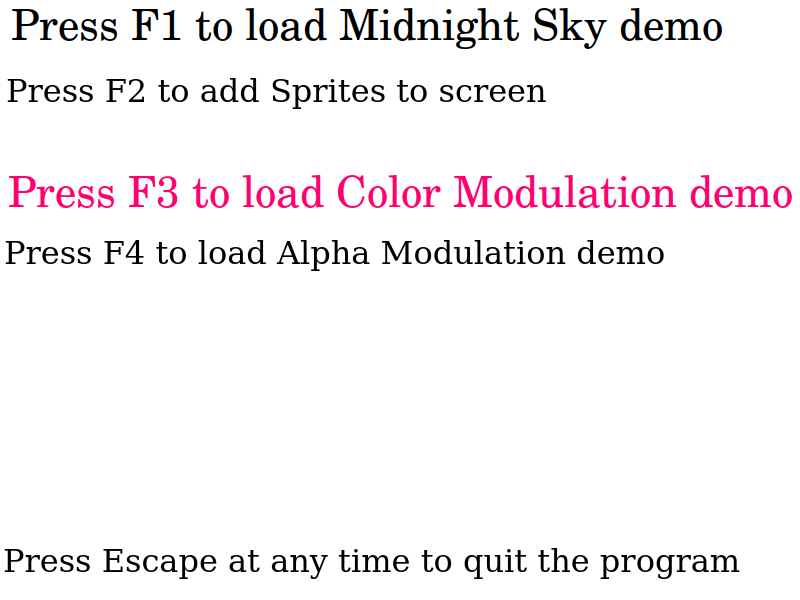 Press F1 to load Midnight Sky demo
Press F2 to add Sprites to screen
Press F3 to load Color Modulation demo
Press F4 to load Alpha Modulation demo
Press Escape at any time to quit the program